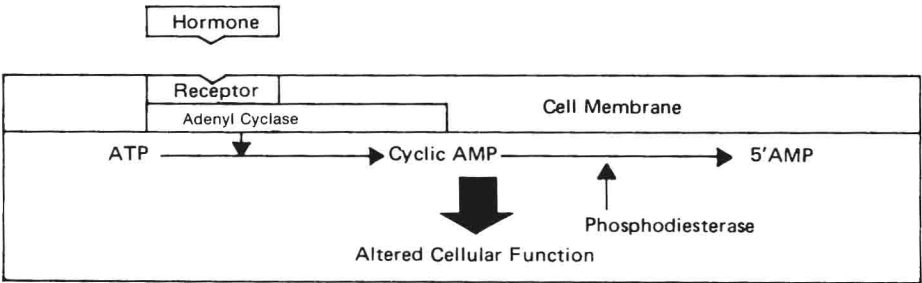 Hormone
Receptor
Cell Membrane
Adenyl Cyclase
ATP
Cyclic AMP
5'AMP
Phosphodiesterase
Altered Cellular Function